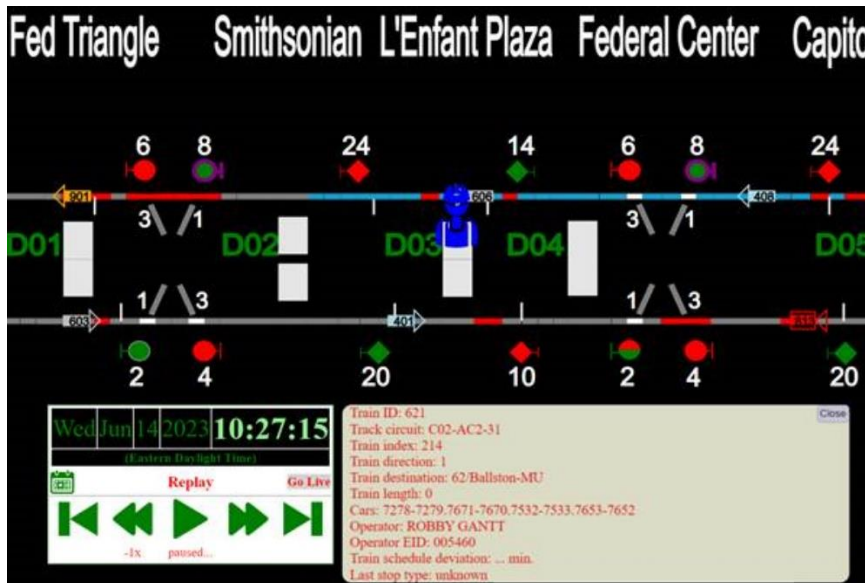 Fed Triangle Smithsonian L'Enfant Plaza Federal Center Capito
6 8 24 14 6 8 24
901 606 408
3 1 3 1
D01 D02 D03 D04 D05
1 3 1 3
603 401
2 4 20 10 2 4 20
Wed Jun 14 2023 10:27:15
(Eastern Daylight Time)
Replay Go Live
-1x paused...
Train ID: 621 Close
Track circuit: C02-AC2-31
Train index: 214
Train direction: 1
Train destination: 62/Ballston-MU
Train length: 0
Cars: 7278-7279.7671-7670.7532-7533.7653-7652
Operator: ROBBY GANTT
Operator EID: 005460
Train schedule deviation: ... min.
Last stop type: unknown